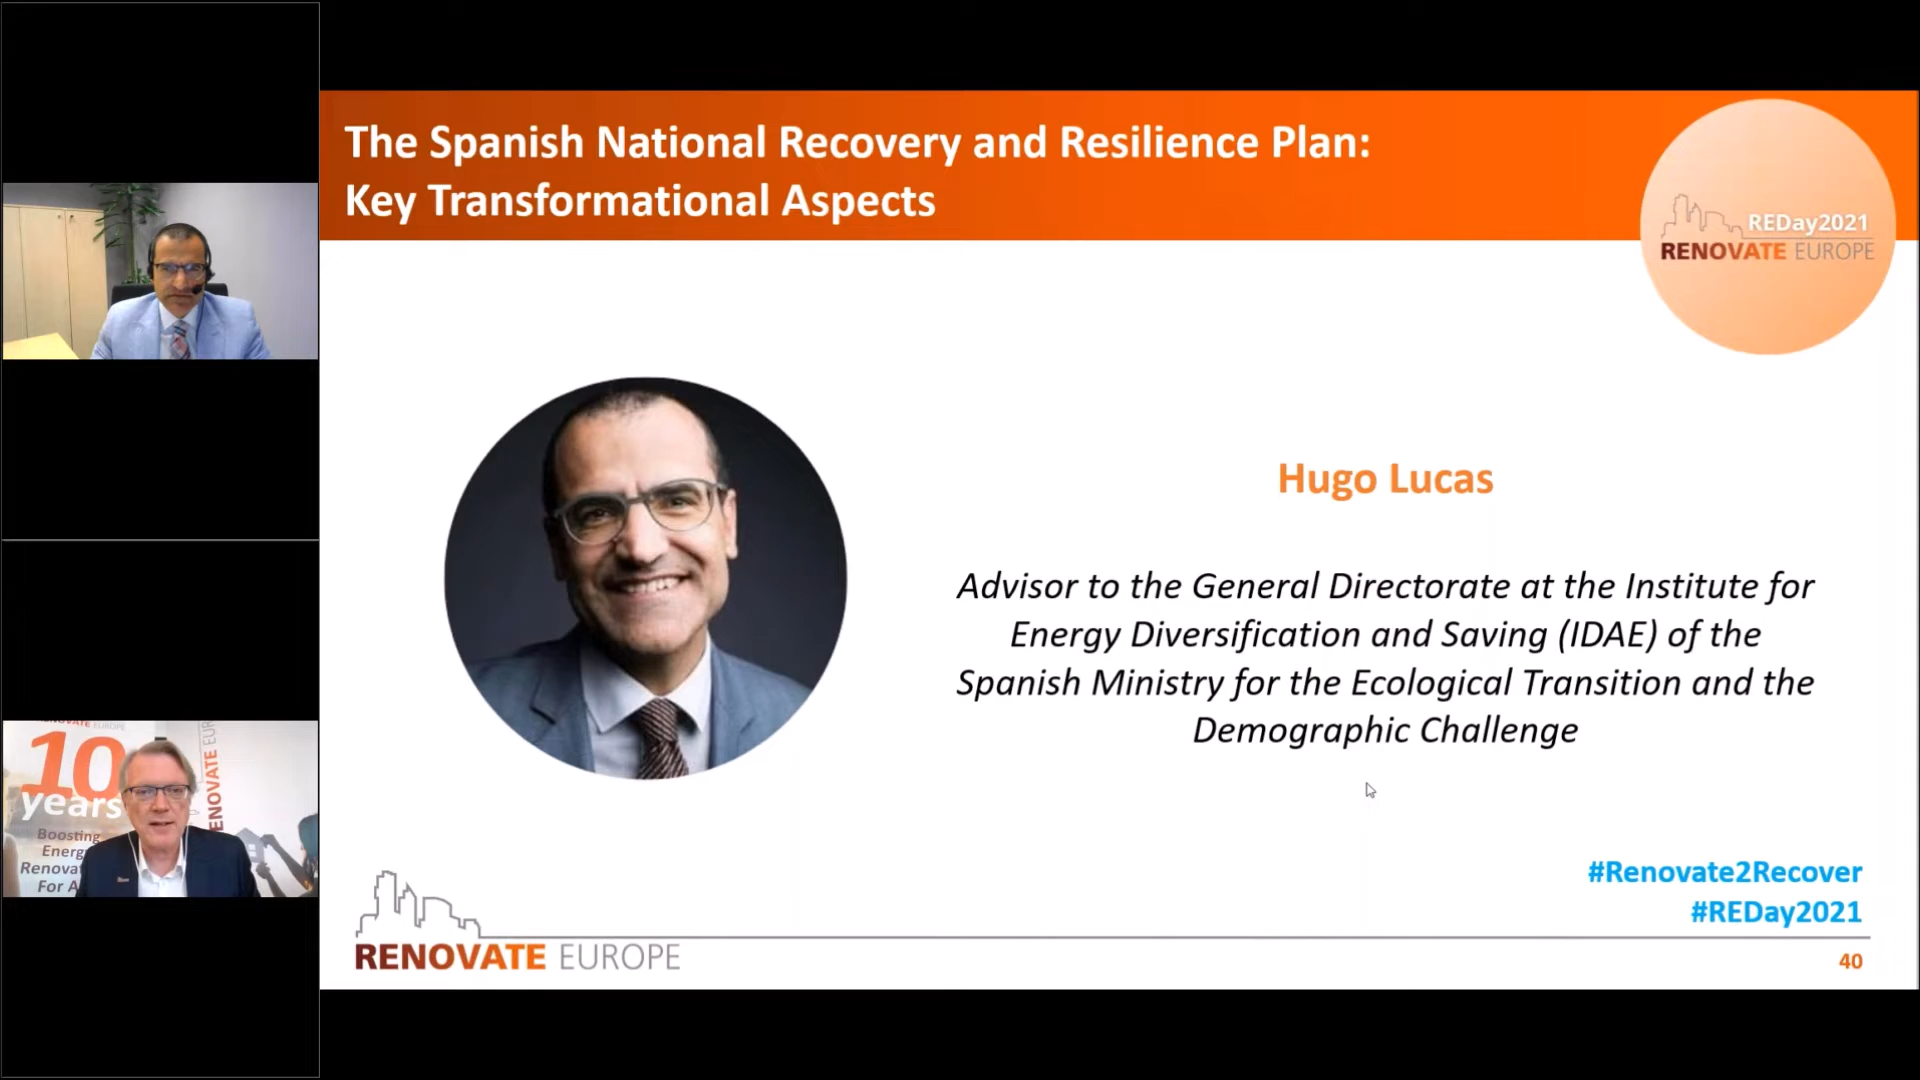 The Spanish National Recovery and Resilience Plan:
Key Transformational Aspects
REDay2021
RENOVATE EUROPE
Hugo Lucas
Advisor to the General Directorate at the Institute for
Energy Diversification and Saving (IDAE) of the
Spanish Ministry for the Ecological Transition and the
Demographic Challenge
#Renovate2Recover
#REDay2021
RENOVATE EUROPE
40
10
years
Boosting
For